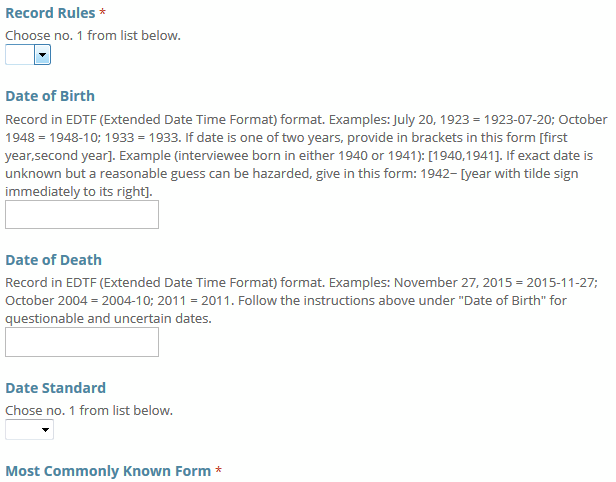 Record Rules *
Choose no. 1 from list below.
Date of Birth
Record in EDTF (Extended Date Time Format) format. Examples: July 20, 1923 = 1923-07-20; October
1948 = 1948-10; 1933 = 1933. If date is one of two years, provide in brackets in this form [first
year,second year]. Example (interviewee born in either 1940 or 1941): [1940,1941]. If exact date is
unknown but a reasonable guess can be hazarded, give in this form: 1942~ [year with tilde sign
immediately to its right].
Date of Death
Record in EDTF (Extended Date Time Format) format. Examples: November 27, 2015 = 2015-11-27;
October 2004 = 2004-10; 2011 = 2011. Follow the instructions above under "Date of Birth" for
questionable and uncertain dates.
Date Standard
Chose no. 1 from list below.
Most Commonly Known Form *